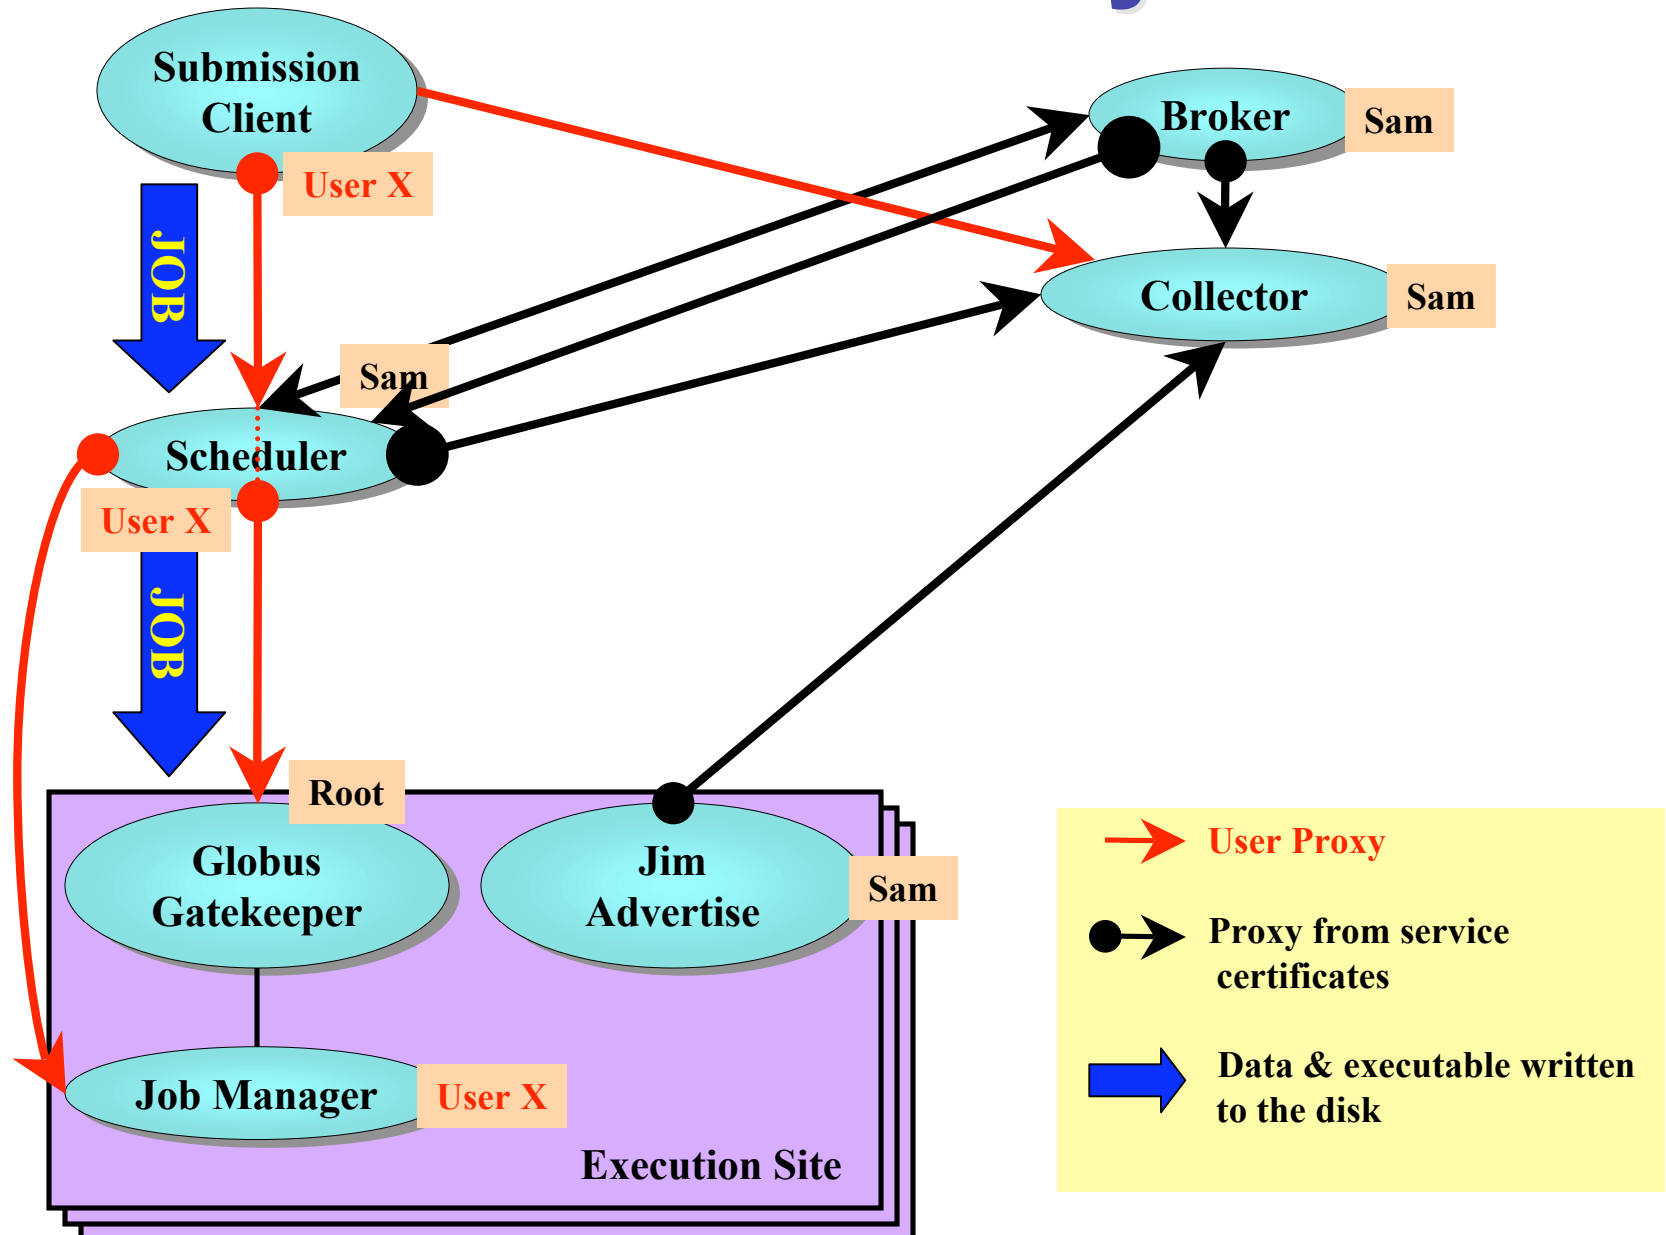 Submission
Client
User X
Broker
Sam
Collector
Sam
JOB
Sam
Scheduler
User X
JOB
Root
Globus
Gatekeeper
Jim
Advertise
Sam
Job Manager
User X
Execution Site
User Proxy
Proxy from service
certificates
Data & executable written
to the disk